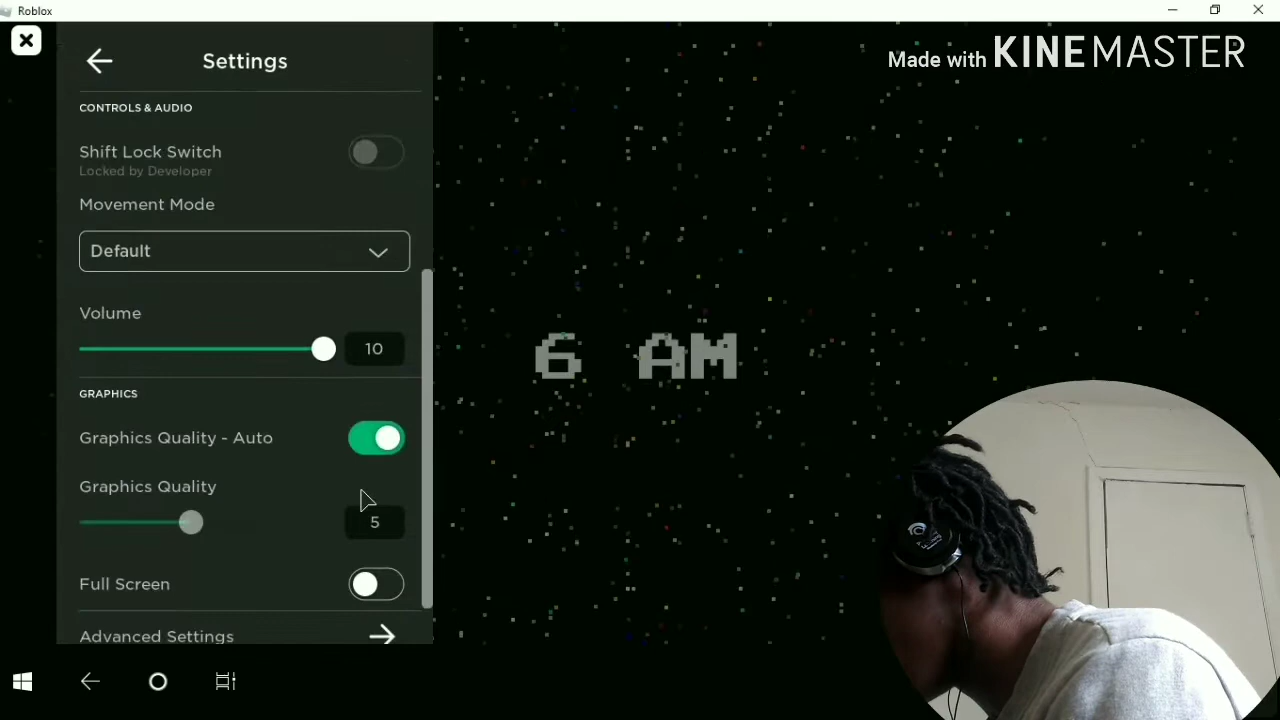 Roblox
Made with KINEMASTER
Settings
CONTROLS & AUDIO
Shift Lock Switch
Locked by Developer
Movement Mode
Default
Volume
10
GRAPHICS
Graphics Quality - Auto
Graphics Quality
5
Full Screen
Advanced Settings
6 AM